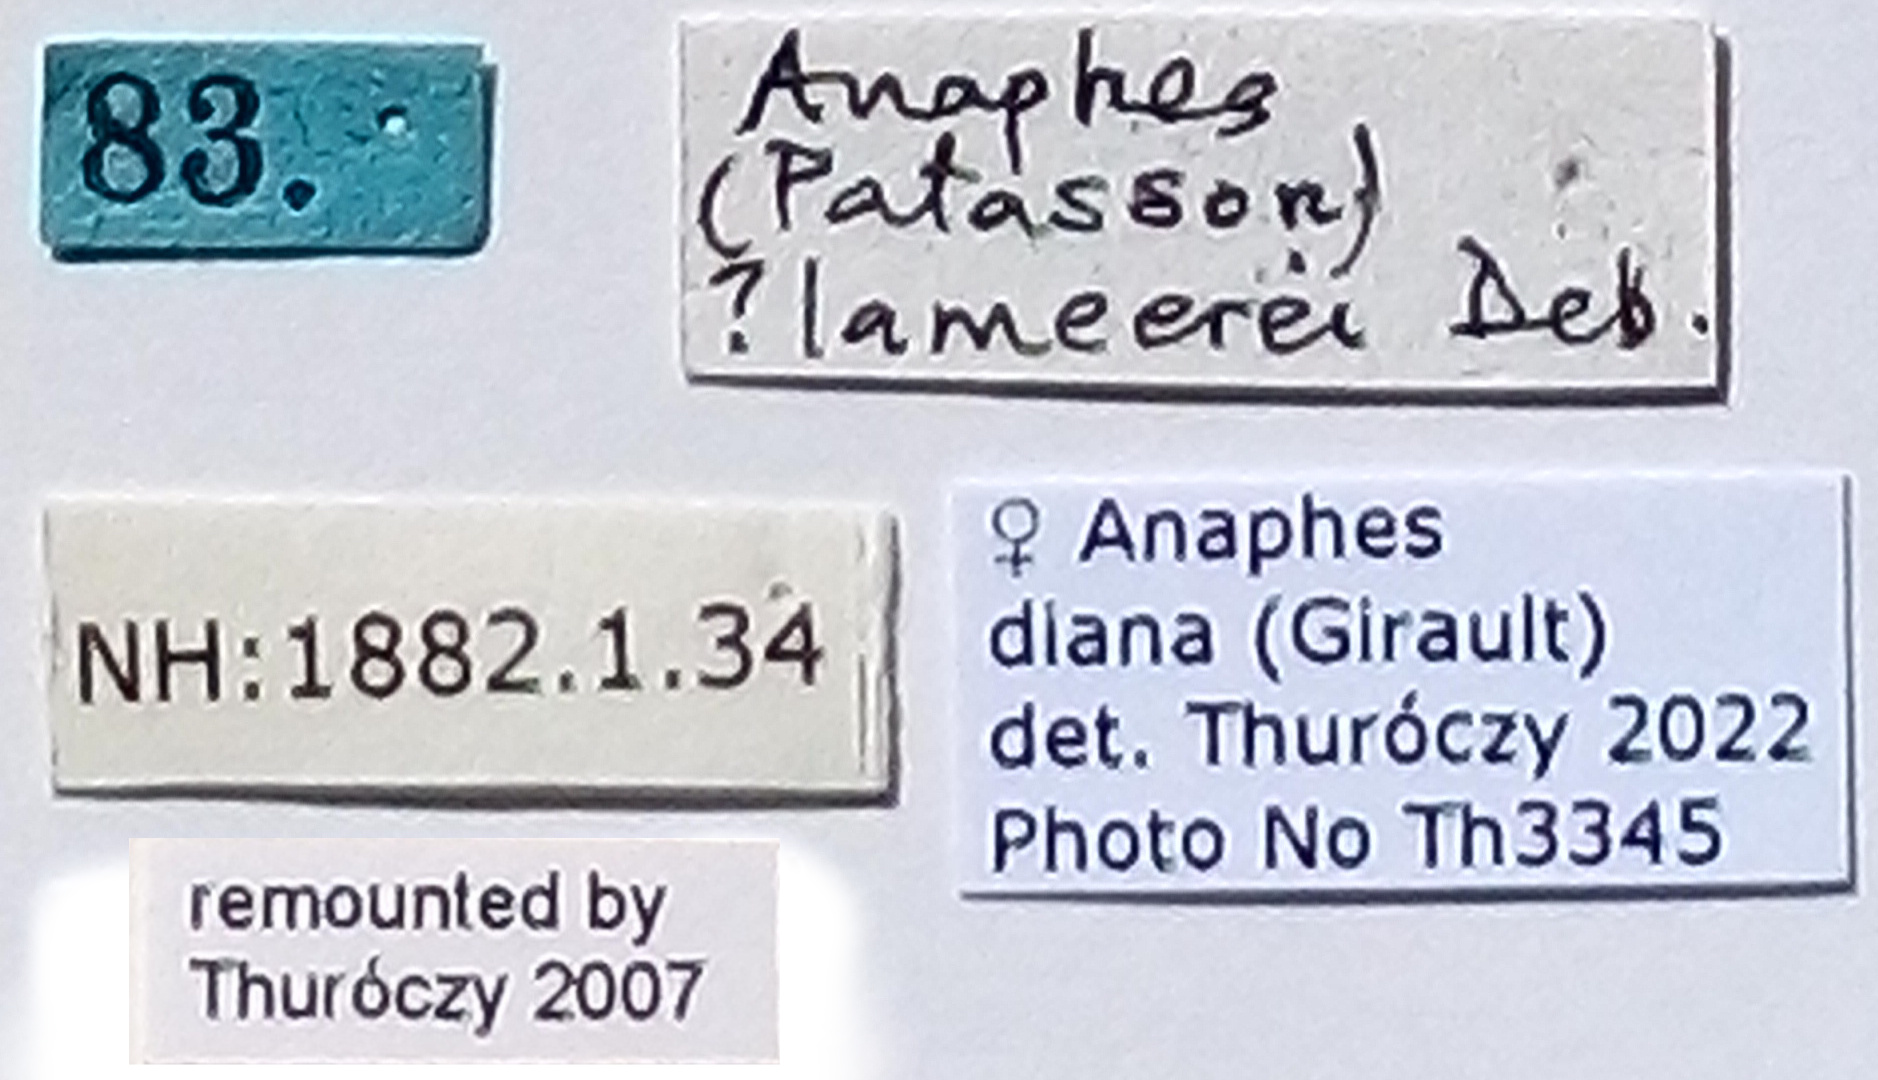 83.
Anaphes
(Patasson)
?lameerei Deb.
NH:1882.1.34
♀ Anaphes
diana (Girault)
det. Thuróczy 2022
Photo No Th3345
remounted by
Thuróczy 2007